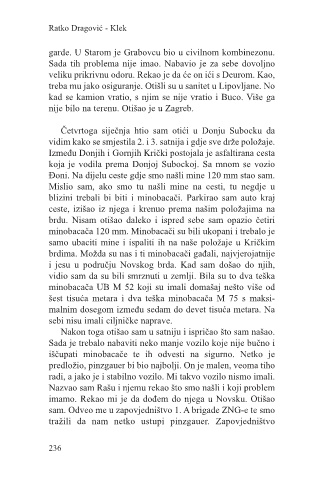 Ratko Dragović - Klek
garde. U Starom je Grabovcu bio u civilnom kombinezonu.
Sada tih problema nije imao. Nabavio je za sebe dovoljno
veliku prikrivnu odoru. Rekao je da će on ići s Deurom. Kao,
treba mu jako osiguranje. Otišli su u sanitet u Lipovljane. No
kad se kamion vratio, s njim se nije vratio i Buco. Više ga
nije bilo na terenu. Otišao je u Zagreb.
Četvrtoga siječnja htio sam otići u Donju Subocku da
vidim kako se smjestila 2. i 3. satnija i gdje sve drže položaje.
Između Donjih i Gornjih Krički postojala je asfaltirana cesta
koja je vodila prema Donjoj Subockoj. Sa mnom se vozio
Đoni. Na dijelu ceste gdje smo našli mine 120 mm stao sam.
Mislio sam, ako smo tu našli mine na cesti, tu negdje u
blizini trebali bi biti i minobacači. Parkirao sam auto kraj
ceste, izišao iz njega i krenuo prema našim položajima na
brdu. Nisam otišao daleko i ispred sebe sam opazio četiri
minobacača 120 mm. Minobacači su bili ukopani i trebalo je
samo ubaciti mine i ispaliti ih na naše položaje u Kričkim
brdima. Možda su nas i ti minobacači gađali, najvjerojatnije
i jesu u području Novskog brda. Kad sam došao do njih,
vidio sam da su bili smrznuti u zemlji. Bila su to dva teška
minobacača UB M 52 koji su imali domašaj nešto više od
šest tisuća metara i dva teška minobacača M 75 s maksi-
malnim dosegom između sedam do devet tisuća metara. Na
sebi nisu imali ciljničke naprave.
Nakon toga otišao sam u satniju i ispričao što sam našao.
Sada je trebalo nabaviti neko manje vozilo koje nije bučno i
iščupati minobacače te ih odvesti na sigurno. Netko je
predložio, pinzgauer bi bio najbolji. On je malen, veoma tiho
radi, a jako je i stabilno vozilo. Mi takvo vozilo nismo imali.
Nazvao sam Rašu i njemu rekao što smo našli i koji problem
imamo. Rekao mi je da dođem do njega u Novsku. Otišao
sam. Odveo me u zapovjedništvo 1. A brigade ZNG-e te smo
tražili da nam netko ustupi pinzgauer. Zapovjedništvo
236